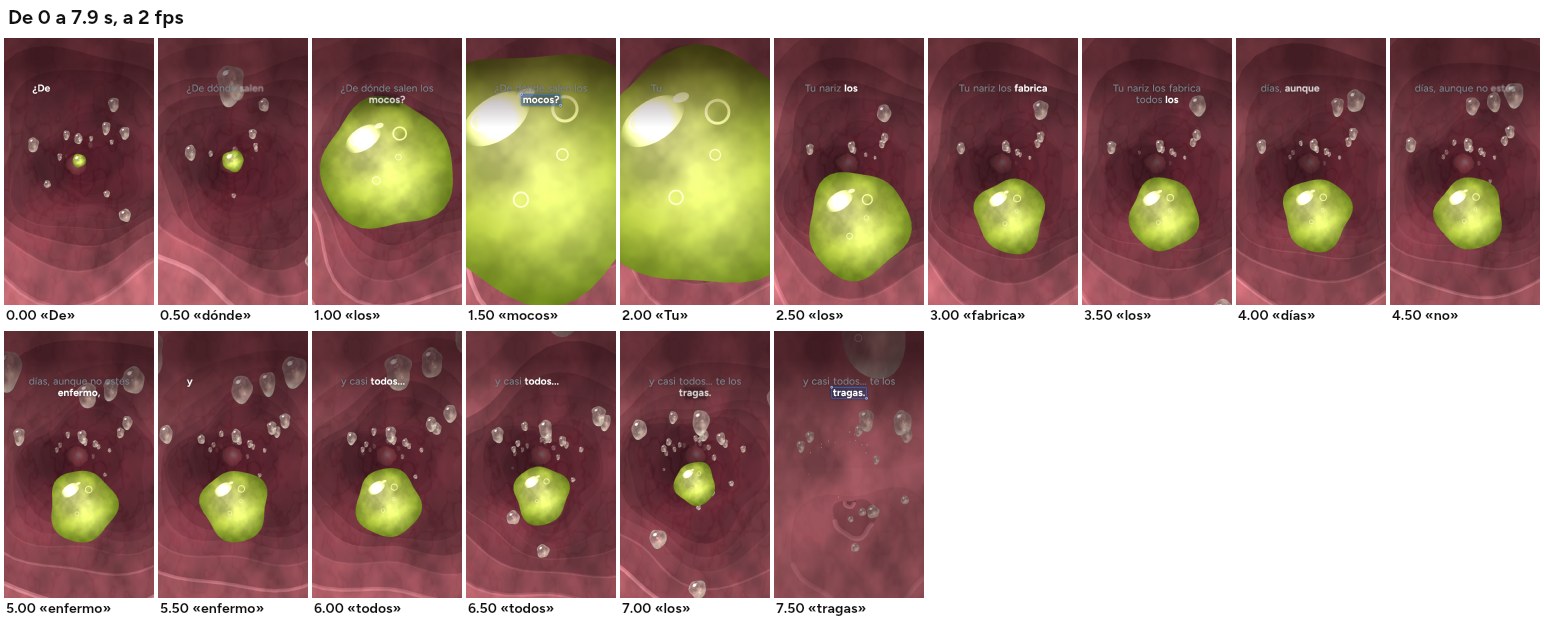 De 0 a 7.9 s, a 2 fps
¿De
¿De dónde salen
¿De dónde salen los
mocos?
¿De dónde salen los
mocos?
Tu
Tu nariz los
Tu nariz los fabrica
Tu nariz los fabrica
todos los
días, aunque
días, aunque no estés
0.00 «De»
0.50 «dónde»
1.00 «los»
1.50 «mocos»
2.00 «Tu»
2.50 «los»
3.00 «fabrica»
3.50 «los»
4.00 «días»
4.50 «no»
días, aunque no estés
enfermo,
y
y casi todos...
y casi todos...
y casi todos... te los
tragas.
y casi todos... te los
tragas.
5.00 «enfermo»
5.50 «enfermo»
6.00 «todos»
6.50 «todos»
7.00 «los»
7.50 «tragas»